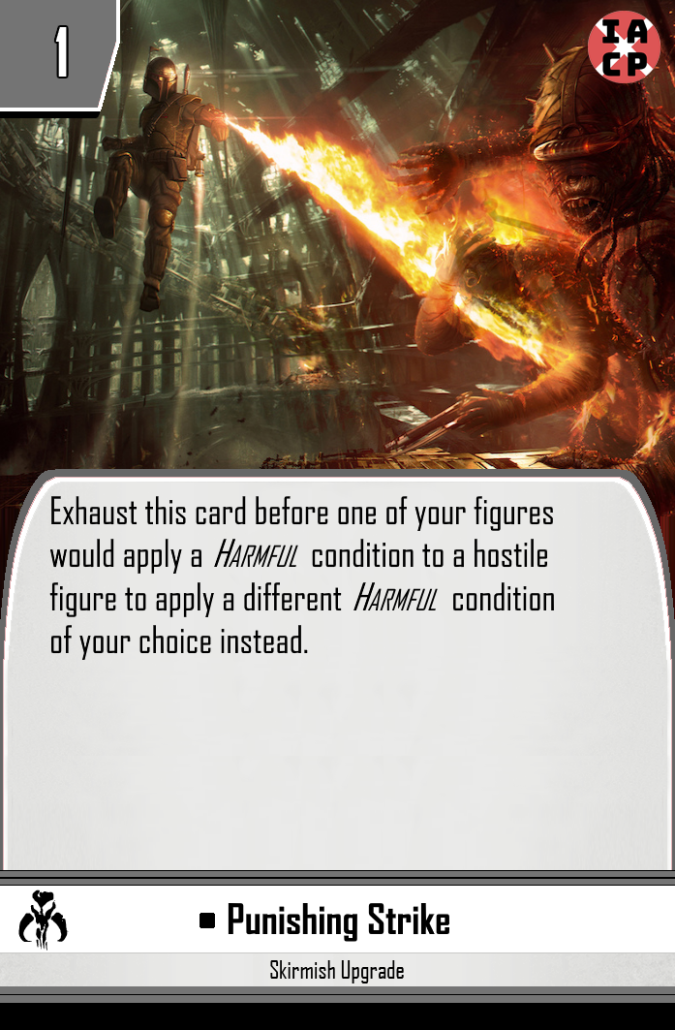 1
IA
CP
Exhaust this card before one of your figures
would apply a HARMFUL condition to a hostile
figure to apply a different HARMFUL condition
of your choice instead.
■ Punishing Strike
Skirmish Upgrade